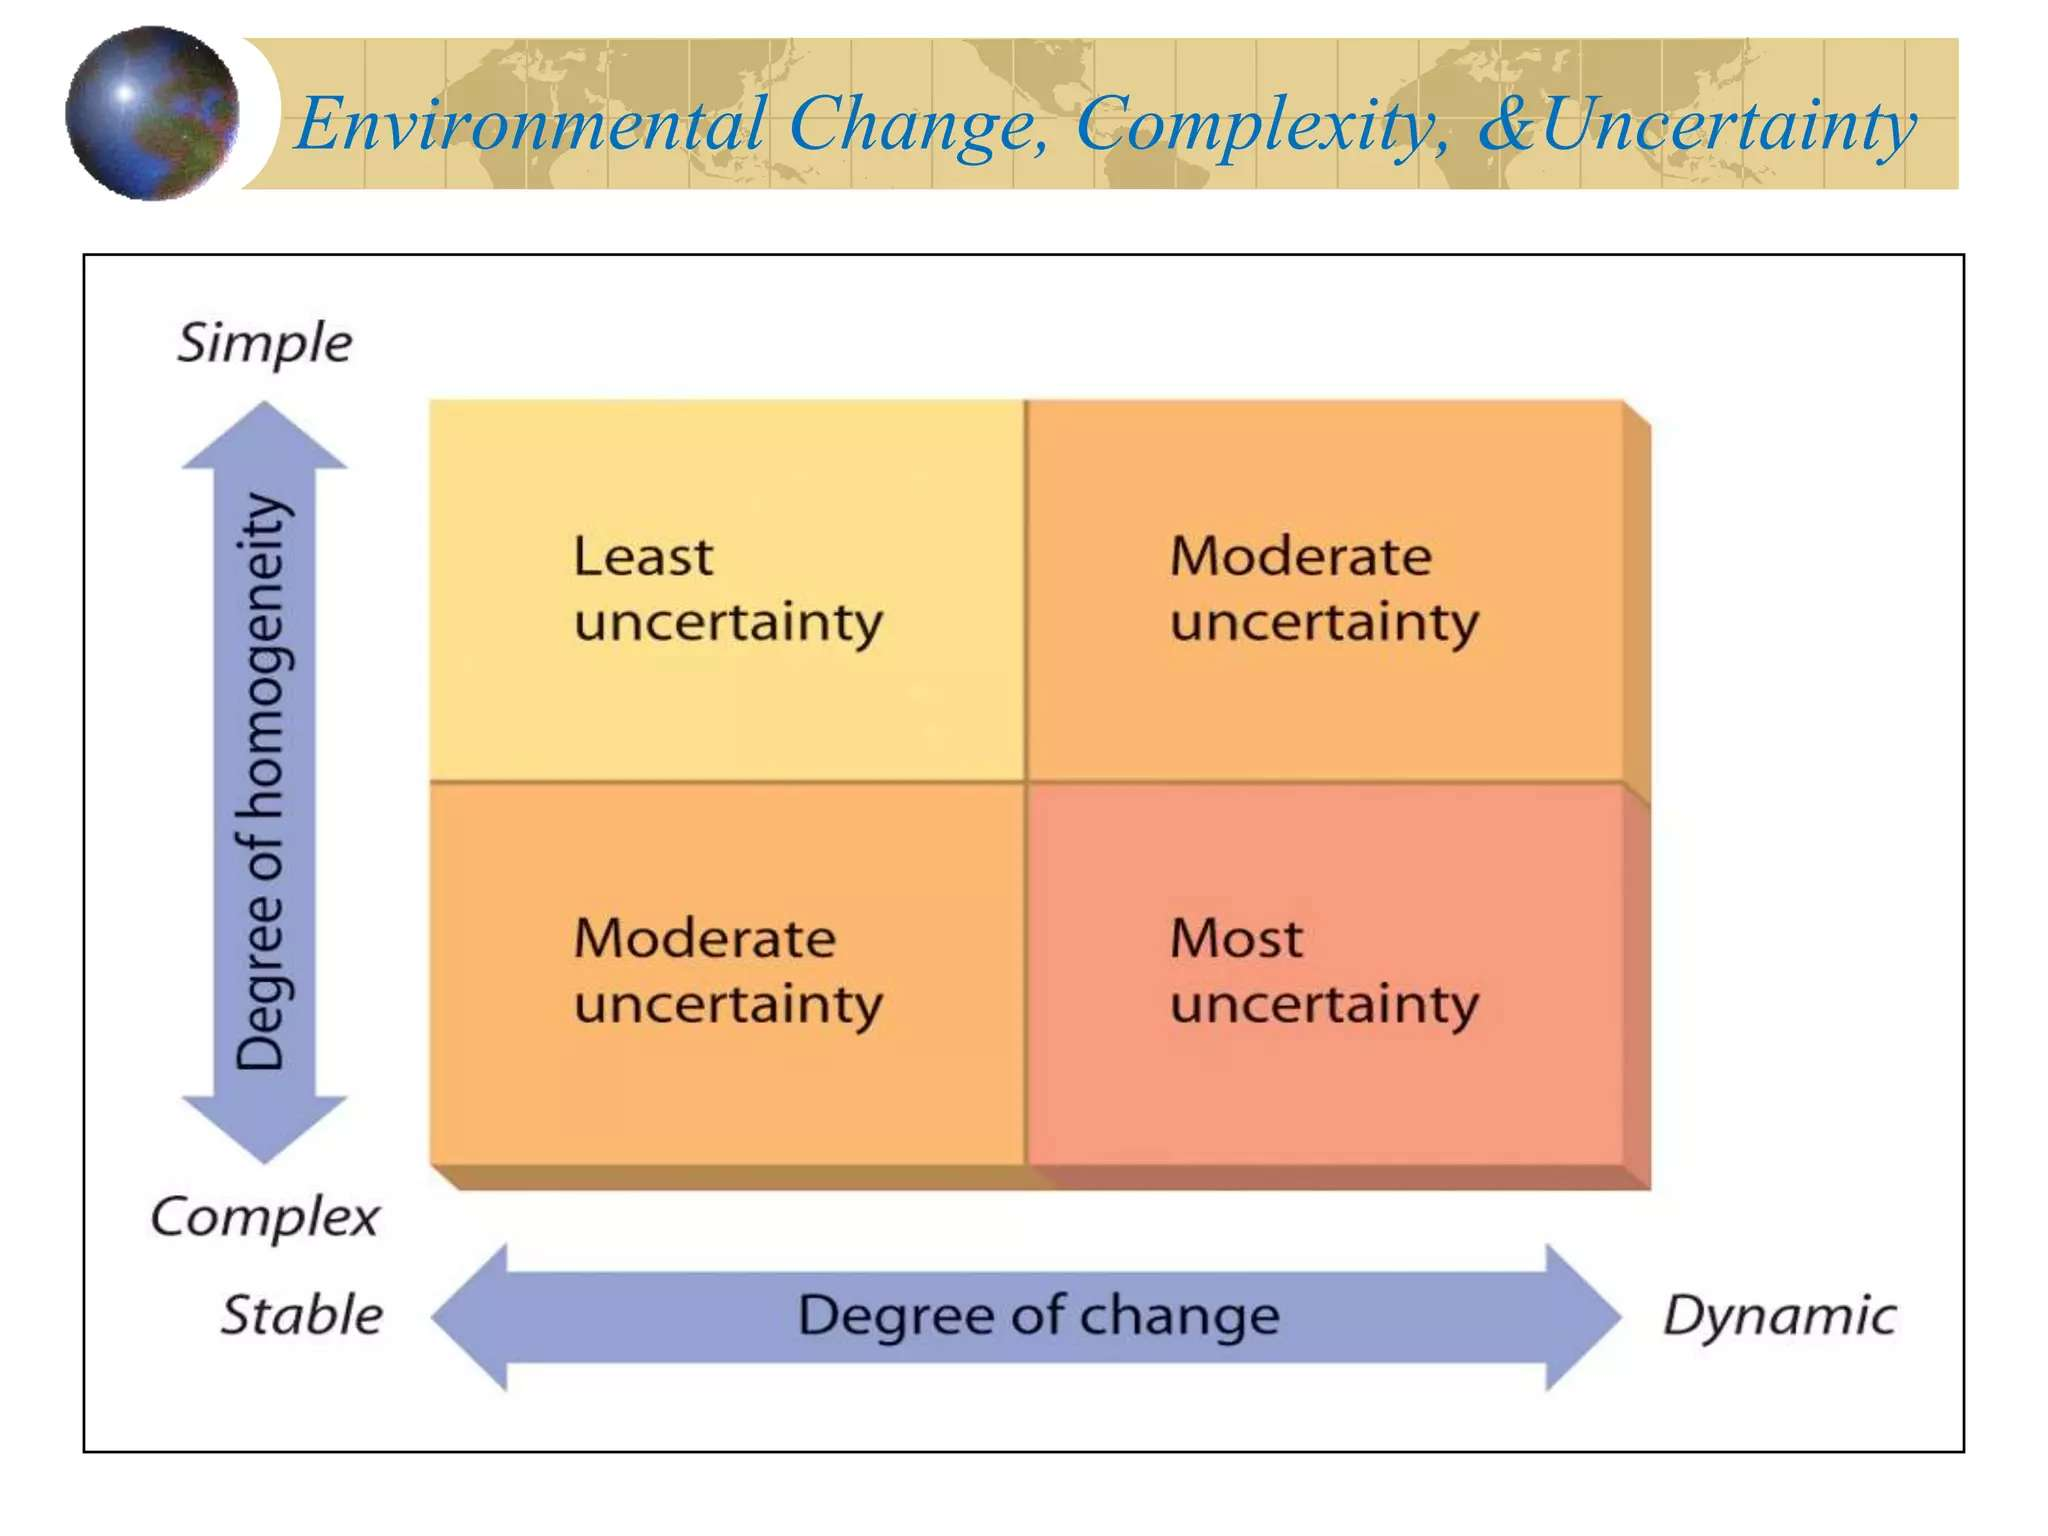 Environmental Change, Complexity, &Uncertainty
Simple
Degree of homogeneity
Least
uncertainty
Moderate
uncertainty
Moderate
uncertainty
Most
uncertainty
Complex
Stable
Degree of change
Dynamic